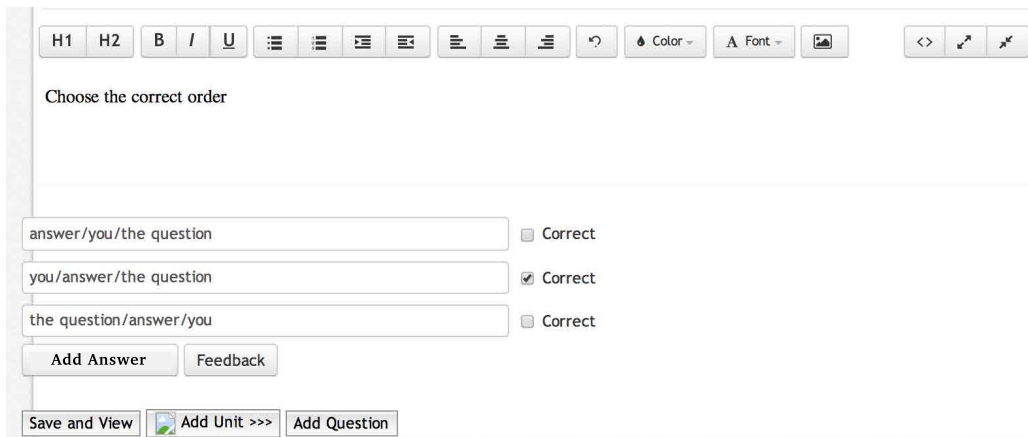 H1 H2 B I U Color A Font <>
Choose the correct order
answer/you/the question Correct
you/answer/the question Correct
the question/answer/you Correct
Add Answer Feedback
Save and View Add Unit >>> Add Question